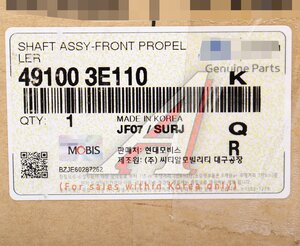 Genuine Parts
SHAFT ASSY-FRONT PROPEL
LER
49100 3E110 K
QTY: 1 MADE IN KOREA
JF07 / SURJ Q
MOBIS 판매처: 현대모비스 R
제조원: (주) 씨티알모빌리티 대구공장
BZJE60287262
(For sales within Korea only)